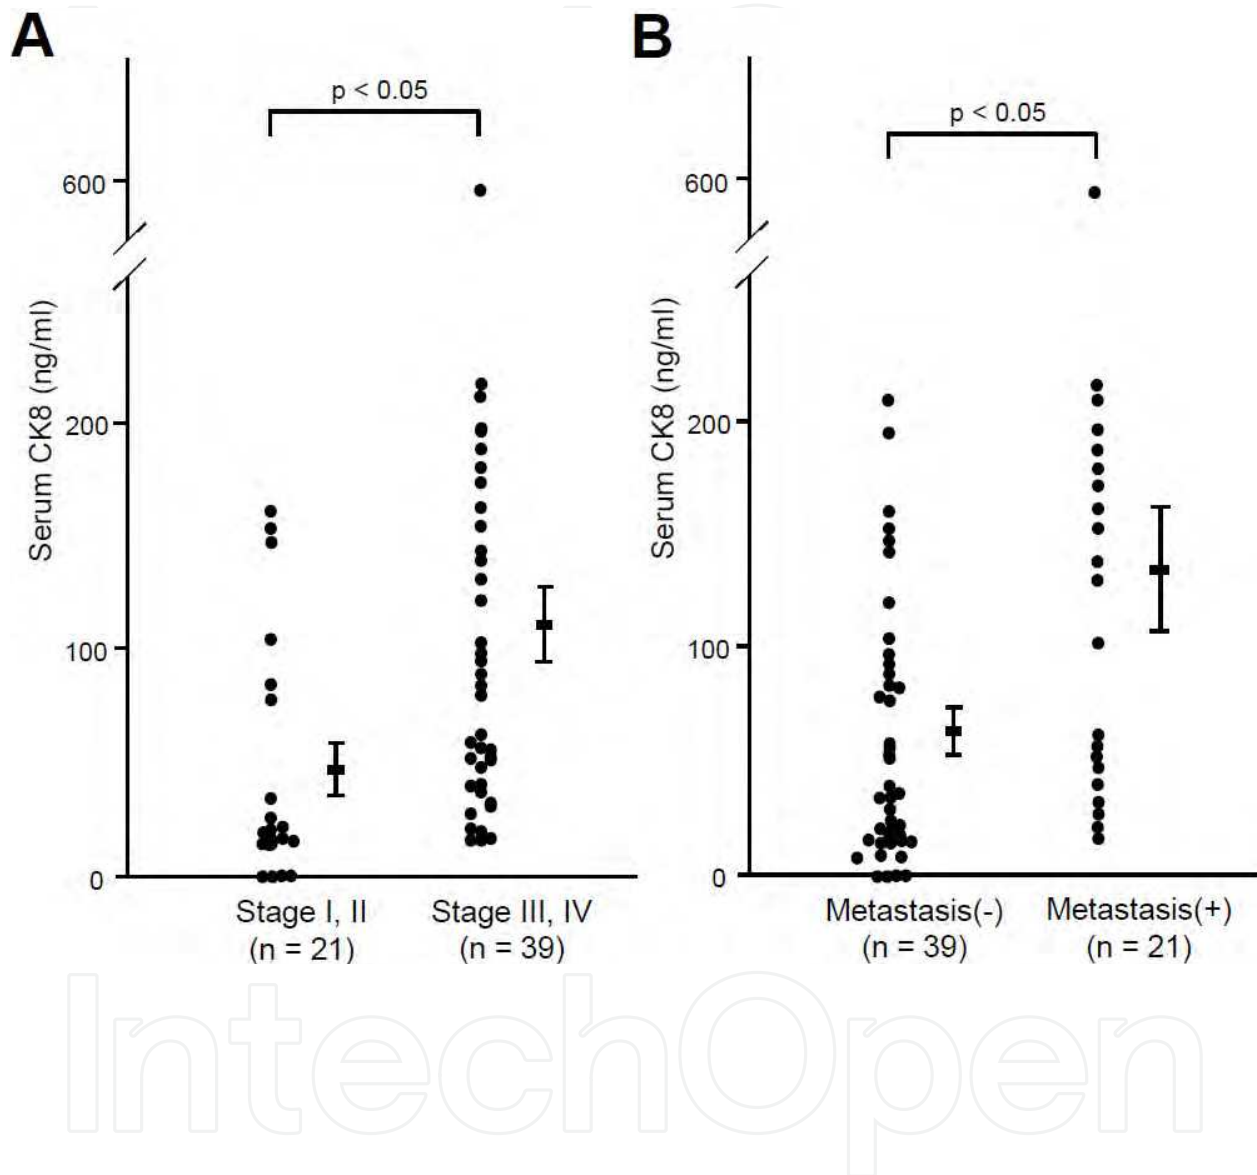 A
p < 0.05
600
200
100
0
Serum CK8 (ng/ml)
Stage I, II
(n = 21)
Stage III, IV
(n = 39)
B
p < 0.05
600
200
100
0
Serum CK8 (ng/ml)
Metastasis(-)
(n = 39)
Metastasis(+)
(n = 21)
IntechOpen